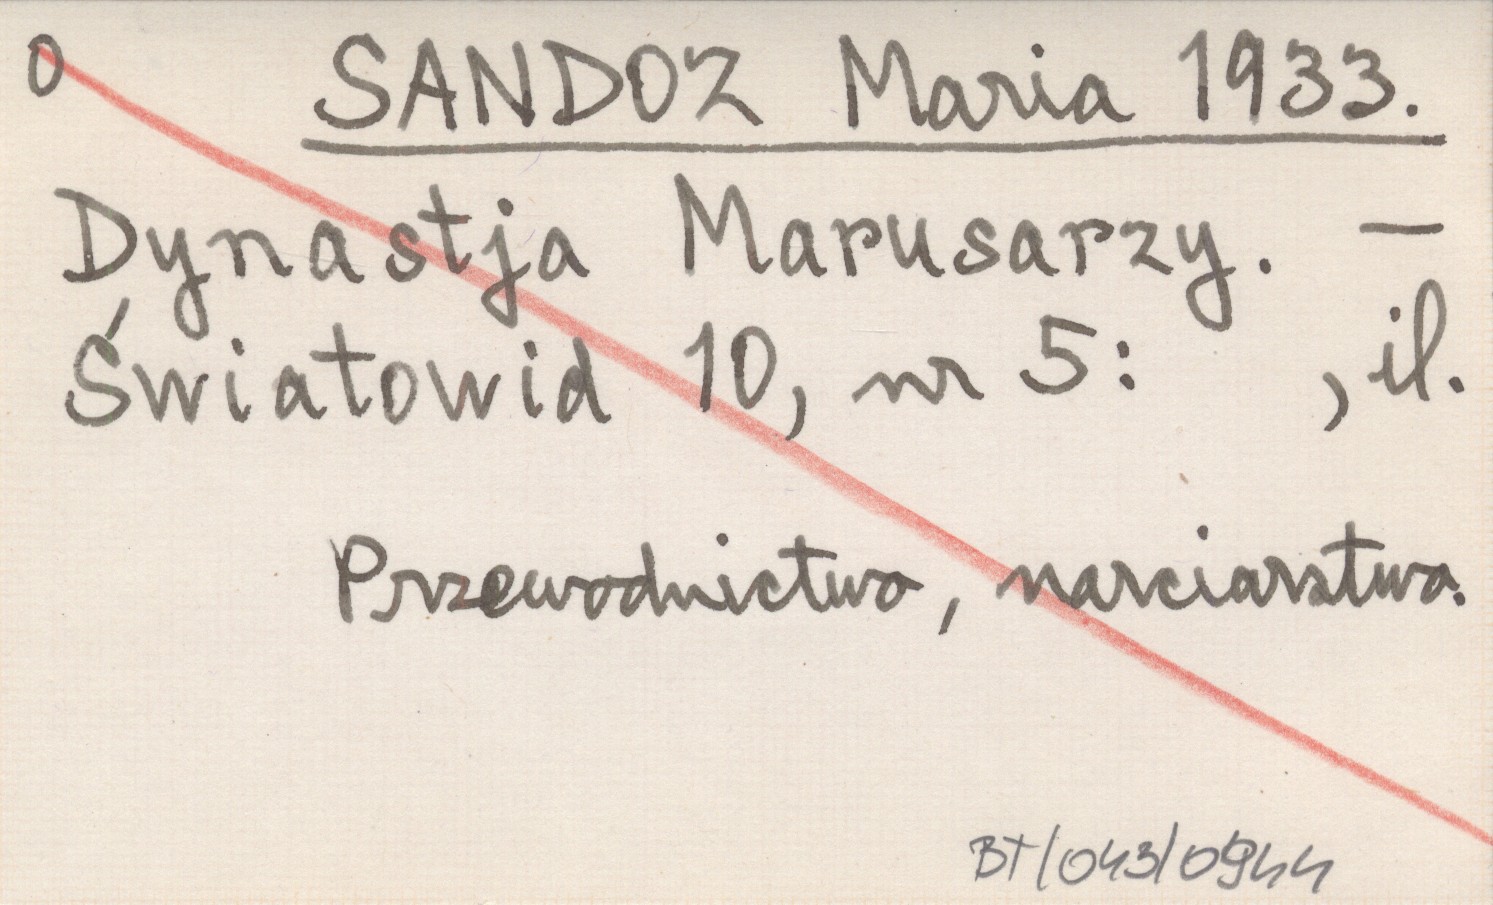 0 SANDOZ Maria 1933.
Dynastja Marusarzy. —
Światowid 10, nr 5: , il.
Przewodnictwo, narciarstwo.
BT/043/0944